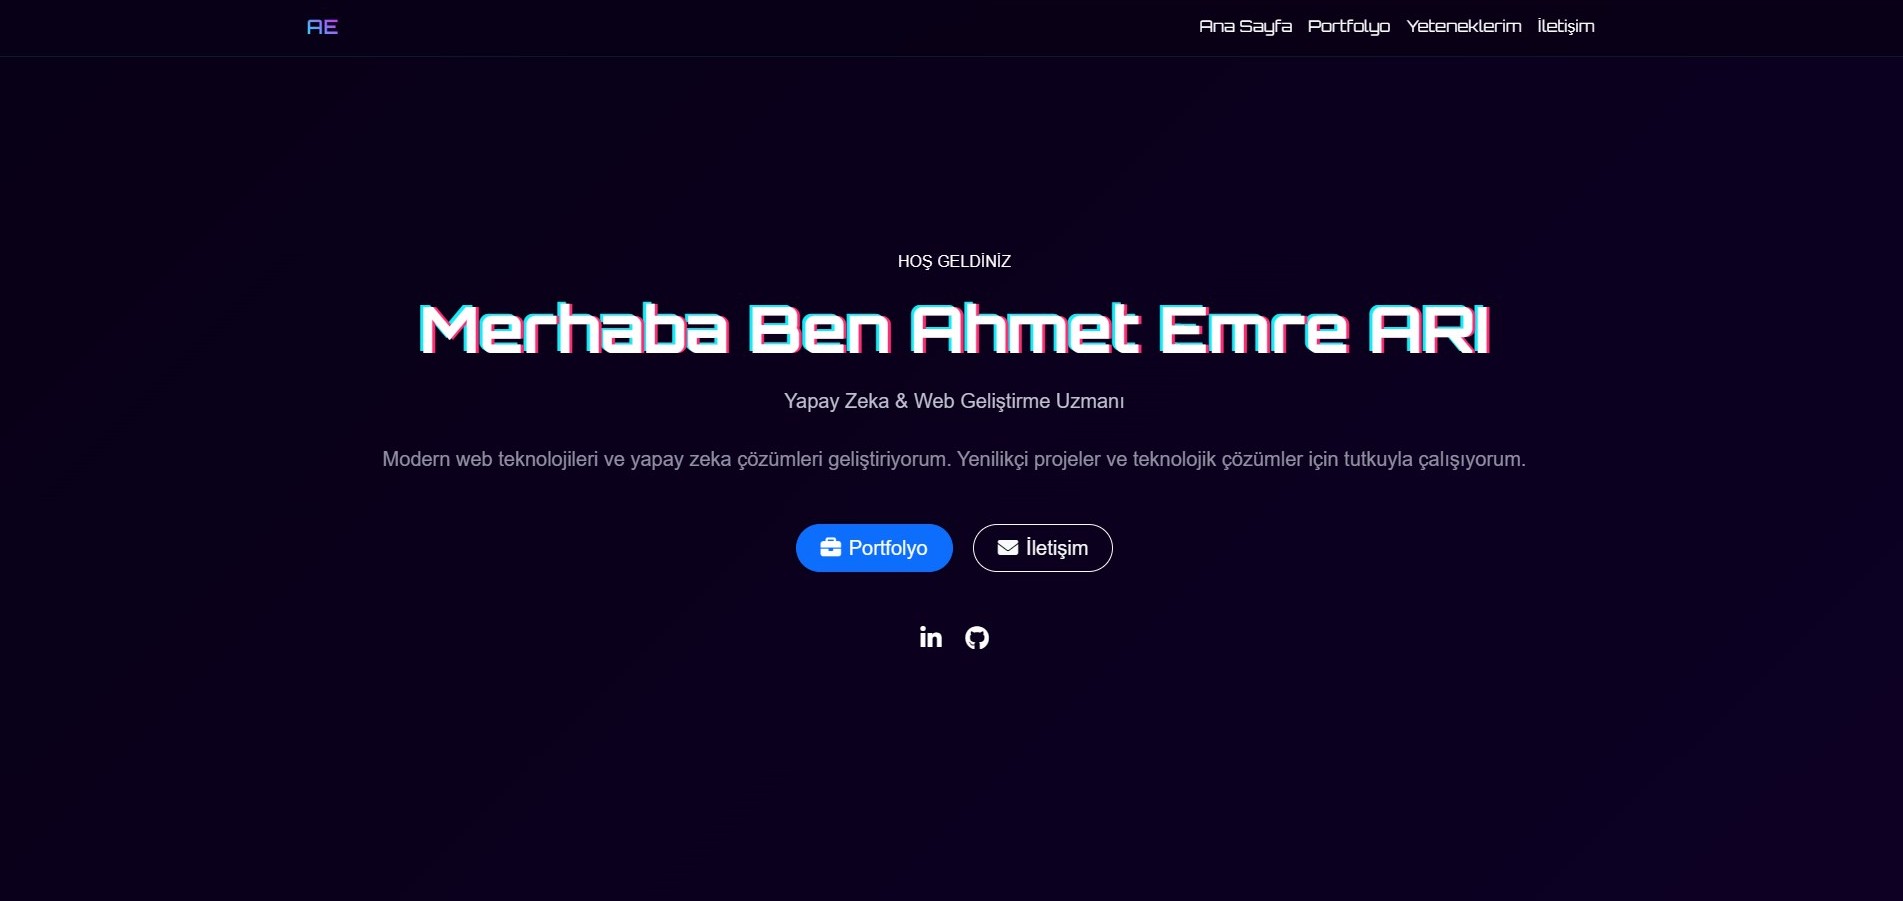 AE
Ana Sayfa Portfolyo Yeteneklerim İletişim
HOŞ GELDİNİZ
Merhaba Ben Ahmet Emre ARI
Yapay Zeka & Web Geliştirme Uzmanı
Modern web teknolojileri ve yapay zeka çözümleri geliştiriyorum. Yenilikçi projeler ve teknolojik çözümler için tutkuyla çalışıyorum.
Portfolyo İletişim
in